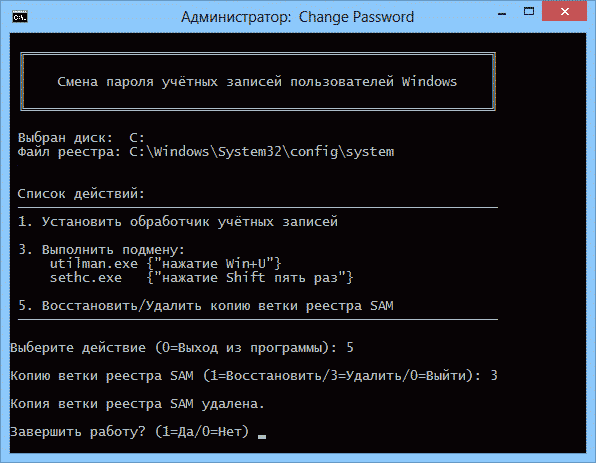 Администратор: Change Password
Смена пароля учётных записей пользователей Windows
Выбран диск: C:
Файл реестра: C:\Windows\System32\config\system
Список действий:
1. Установить обработчик учётных записей
3. Выполнить подмену:
utilman.exe {"нажатие Win+U"}
sethc.exe {"нажатие Shift пять раз"}
5. Восстановить/Удалить копию ветки реестра SAM
Выберите действие (0=Выход из программы): 5
Копию ветки реестра SAM (1=Восстановить/3=Удалить/0=Выйти): 3
Копия ветки реестра SAM удалена.
Завершить работу? (1=Да/0=Нет) _